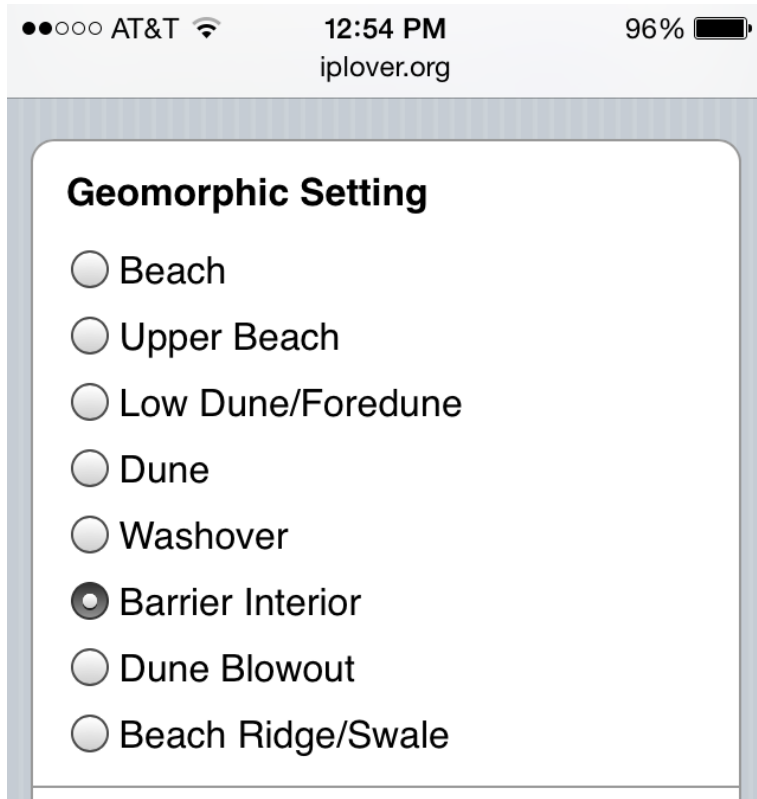 AT&T 12:54 PM 96%
iplover.org
Geomorphic Setting
Beach
Upper Beach
Low Dune/Foredune
Dune
Washover
Barrier Interior
Dune Blowout
Beach Ridge/Swale